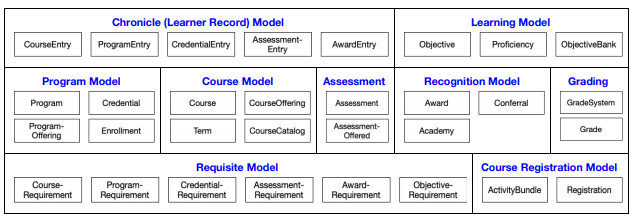 Chronicle (Learner Record) Model
Learning Model
CourseEntry
ProgramEntry
CredentialEntry
Assessment-
Entry
AwardEntry
Objective
Proficiency
ObjectiveBank
Program Model
Course Model
Assessment
Recognition Model
Grading
Program
Credential
Course
CourseOffering
Assessment
Award
Conferral
GradeSystem
Program-
Offering
Enrollment
Term
CourseCatalog
Assessment-
Offered
Academy
Grade
Requisite Model
Course Registration Model
Course-
Requirement
Program-
Requirement
Credential-
Requirement
Assessment-
Requirement
Award-
Requirement
Objective-
Requirement
ActivityBundle
Registration